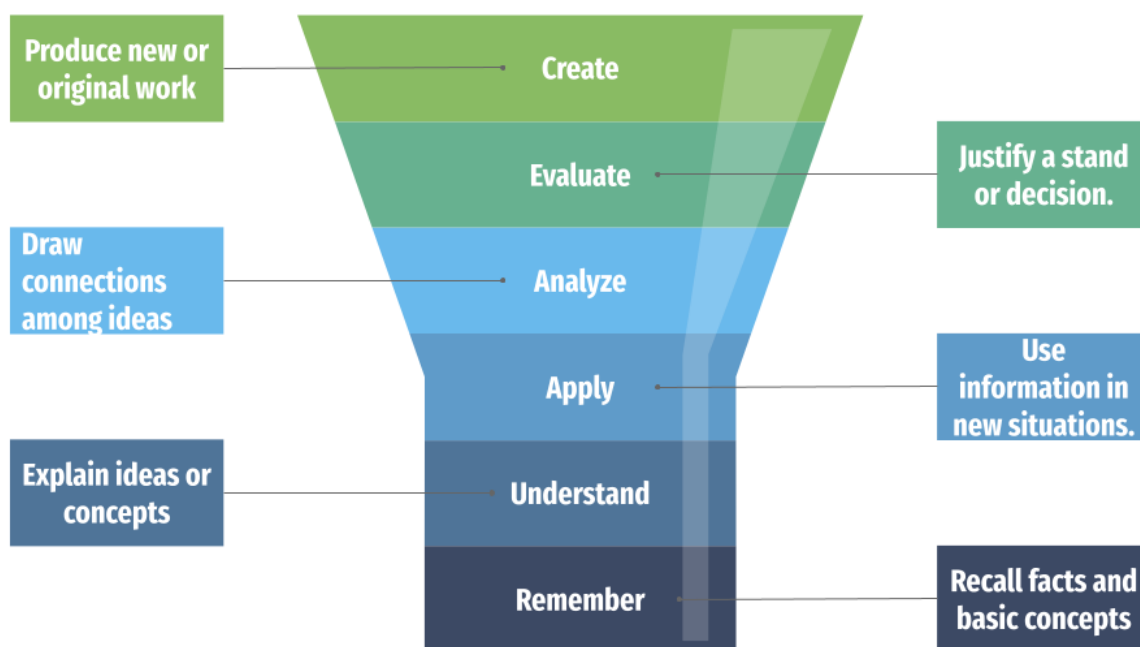 Produce new or
original work
Create
Evaluate
Justify a stand
or decision.
Draw
connections
among ideas
Analyze
Apply
Use
information in
new situations.
Explain ideas or
concepts
Understand
Remember
Recall facts and
basic concepts